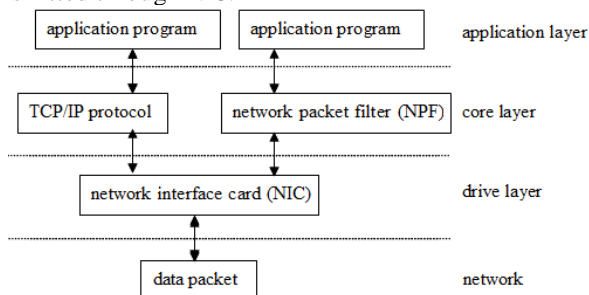 application program application program application layer
TCP/IP protocol network packet filter (NPF) core layer
network interface card (NIC) drive layer
data packet network